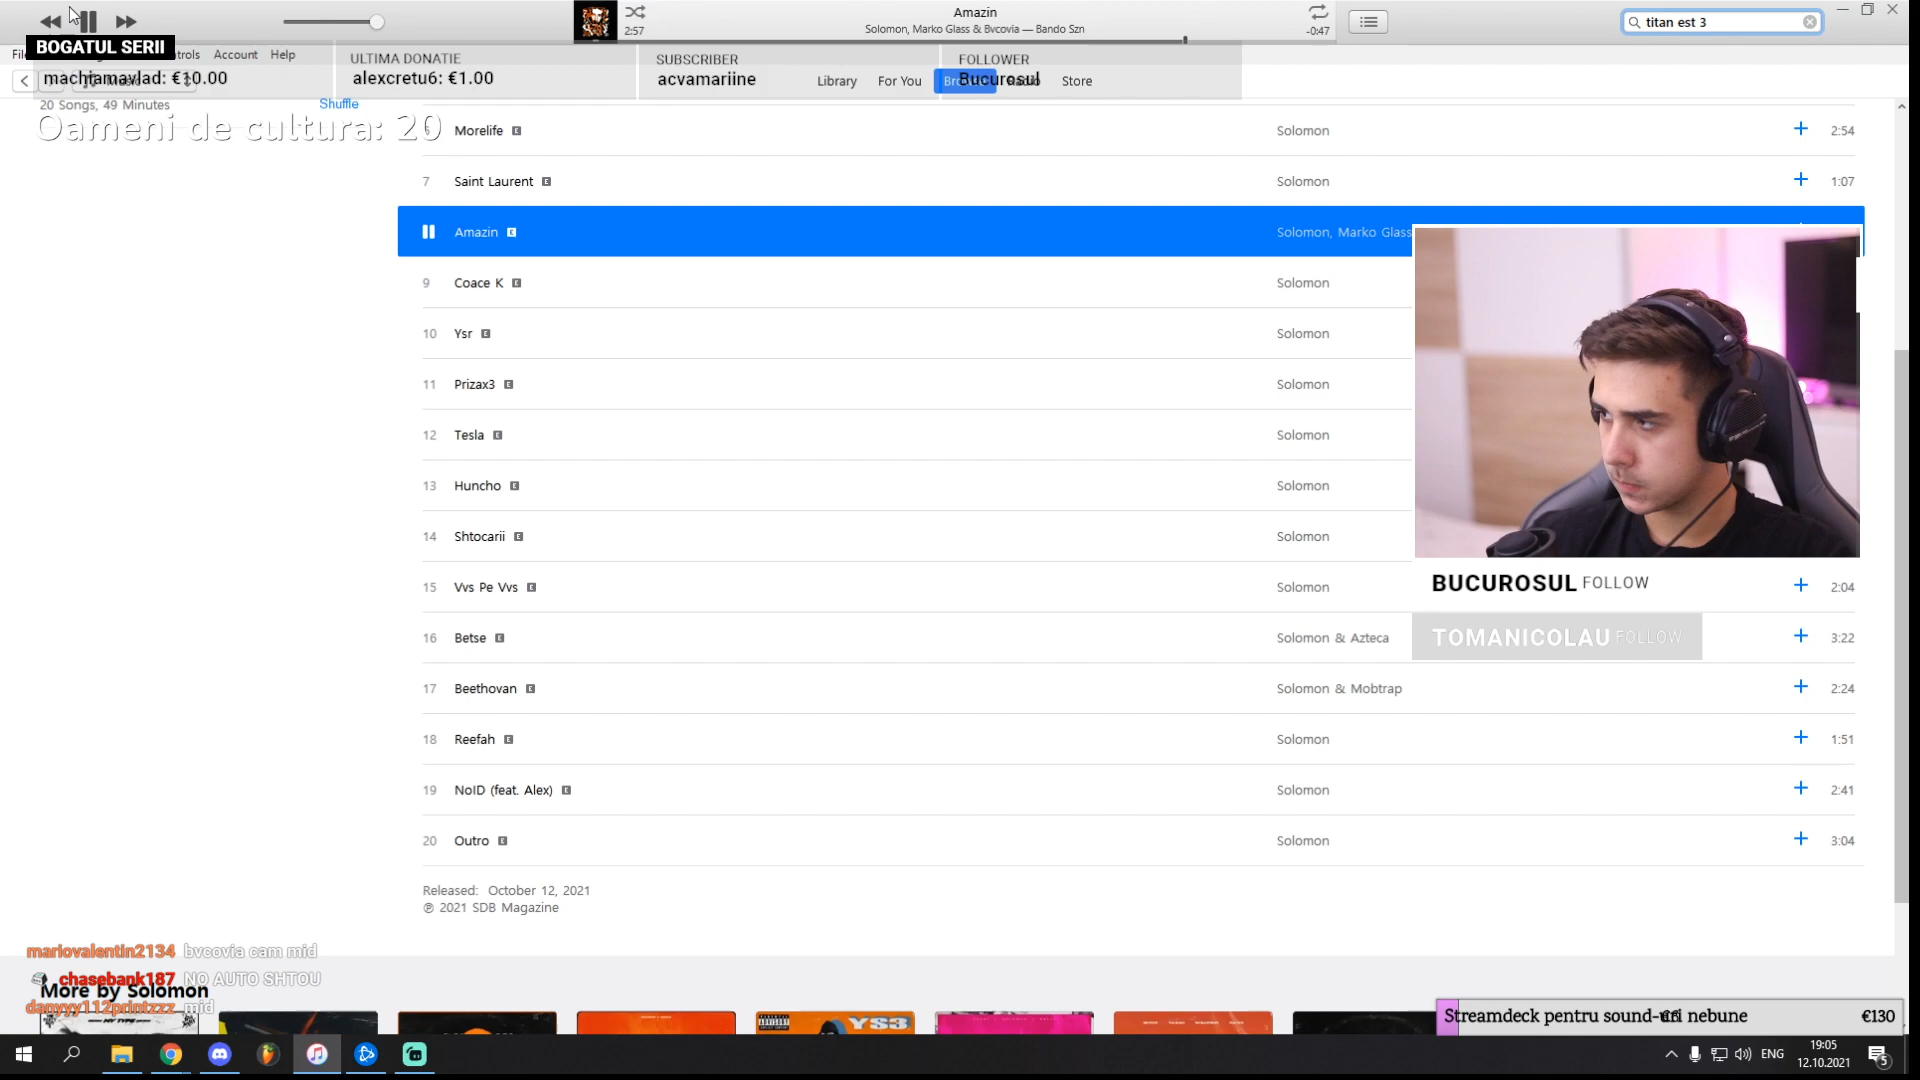 Amazin
Solomon, Marko Glass & Bvcovia — Bando Szn
2:57
-0:47
titan est 3
BOGATUL SERII
machiamavlad: €10.00
ULTIMA DONATIE
alexcretu6: €1.00
SUBSCRIBER
acvamariine
FOLLOWER
Bucurosul
Account Help
Library For You Store
20 Songs, 49 Minutes Shuffle
Oameni de cultura: 20
Morelife E Solomon 2:54
7 Saint Laurent E Solomon 1:07
Amazin E Solomon, Marko Glass
9 Coace K E Solomon
10 Ysr E Solomon
11 Prizax3 E Solomon
12 Tesla E Solomon
13 Huncho E Solomon
14 Shtocarii E Solomon
15 Vvs Pe Vvs E Solomon 2:04
16 Betse E Solomon & Azteca 3:22
17 Beethovan E Solomon & Mobtrap 2:24
18 Reefah E Solomon 1:51
19 NoID (feat. Alex) E Solomon 2:41
20 Outro E Solomon 3:04
BUCUROSUL FOLLOW
TOMANICOLAU FOLLOW
Released: October 12, 2021
℗ 2021 SDB Magazine
mariovalentin2134 bvcovia cam mid
chasebank187 NO AUTO SHTOU
More by Solomon
danyyy112printzzz mid
YS3
Streamdeck pentru sound-uri nebune €130
ENG
19:05
12.10.2021
5